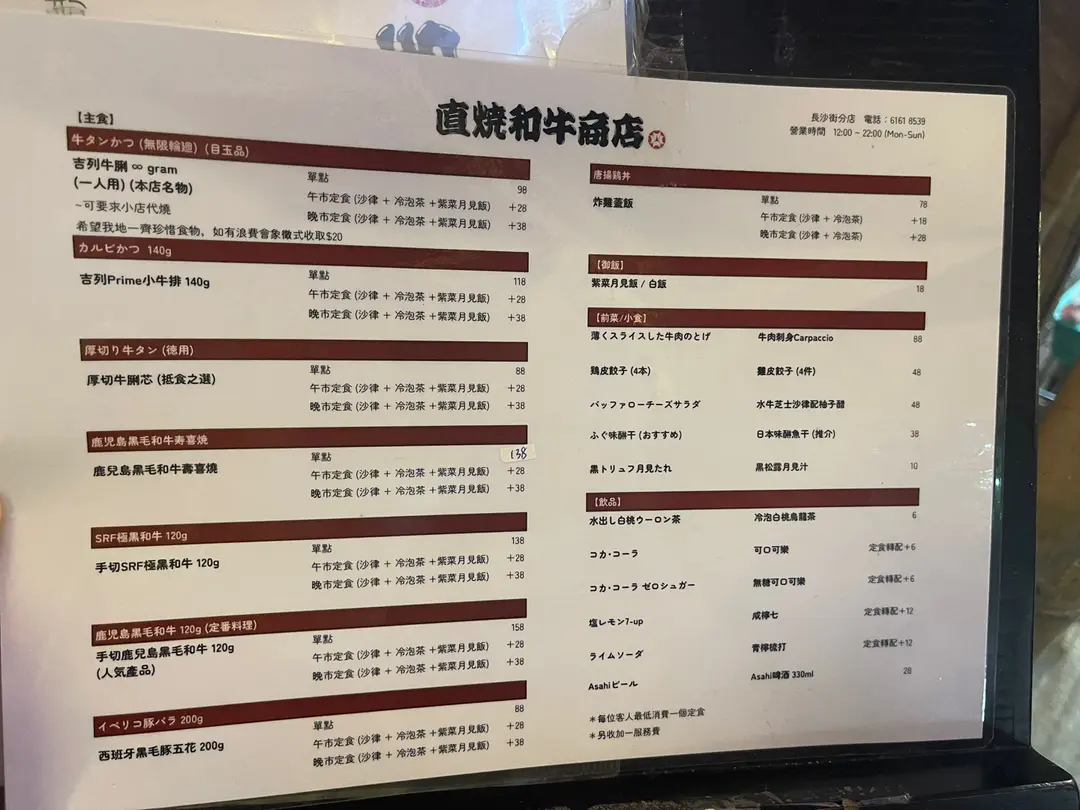 直焼和牛商店
長沙街分店 電話：6161 8539
營業時間 12:00 ~ 22:00 (Mon-Sun)
【主食】
牛タンかつ (無限輪廻) (目玉品)
吉列牛脷 ∞ gram
(一人用) (本店名物)
~可要求小店代燒
希望我地一齊珍惜食物，如有浪費會象徵式收取$20
單點 98
午市定食 (沙律 + 冷泡茶 +紫菜月見飯) +28
晚市定食 (沙律 + 冷泡茶 +紫菜月見飯) +38
カルビかつ 140g
吉列Prime小牛排 140g
單點 118
午市定食 (沙律 + 冷泡茶 +紫菜月見飯) +28
晚市定食 (沙律 + 冷泡茶 +紫菜月見飯) +38
厚切り牛タン (徳用)
厚切牛脷芯 (抵食之選)
單點 88
午市定食 (沙律 + 冷泡茶 +紫菜月見飯) +28
晚市定食 (沙律 + 冷泡茶 +紫菜月見飯) +38
鹿児島黒毛和牛寿喜焼
鹿兒島黑毛和牛壽喜燒
單點 138
午市定食 (沙律 + 冷泡茶 +紫菜月見飯) +28
晚市定食 (沙律 + 冷泡茶 +紫菜月見飯) +38
SRF極黒和牛 120g
手切SRF極黑和牛 120g
單點 138
午市定食 (沙律 + 冷泡茶 +紫菜月見飯) +28
晚市定食 (沙律 + 冷泡茶 +紫菜月見飯) +38
鹿児島黒毛和牛 120g (定番料理)
手切鹿兒島黑毛和牛 120g
(人気產品)
單點 158
午市定食 (沙律 + 冷泡茶 +紫菜月見飯) +28
晚市定食 (沙律 + 冷泡茶 +紫菜月見飯) +38
イベリコ豚バラ 200g
西班牙黑毛豚五花 200g
單點 88
午市定食 (沙律 + 冷泡茶 +紫菜月見飯) +28
晚市定食 (沙律 + 冷泡茶 +紫菜月見飯) +38
唐揚鶏丼
炸雞蓋飯
單點 78
午市定食 (沙律 + 冷泡茶) +18
晚市定食 (沙律 + 冷泡茶) +28
【御飯】
紫菜月見飯 / 白飯 18
【前菜/小食】
薄くスライスした牛肉のとげ 牛肉刺身Carpaccio 88
鶏皮餃子 (4本) 雞皮餃子 (4件) 48
バッファローチーズサラダ 水牛芝士沙律配柚子醋 48
ふぐ味醂干 (おすすめ) 日本味醂魚干 (推介) 38
黒トリュフ月見たれ 黑松露月見汁 10
【飲品】
水出し白桃ウーロン茶 冷泡白桃烏龍茶 6
コカ·コーラ 可口可樂 定食轉配+6
コカ·コーラ ゼロシュガー 無糖可口可樂 定食轉配+6
塩レモン7-up 咸檸七 定食轉配+12
ライムソーダ 青檸梳打 定食轉配+12
Asahiビール Asahi啤酒 330ml 28
＊每位客人最低消費一個定食
＊另收加一服務費